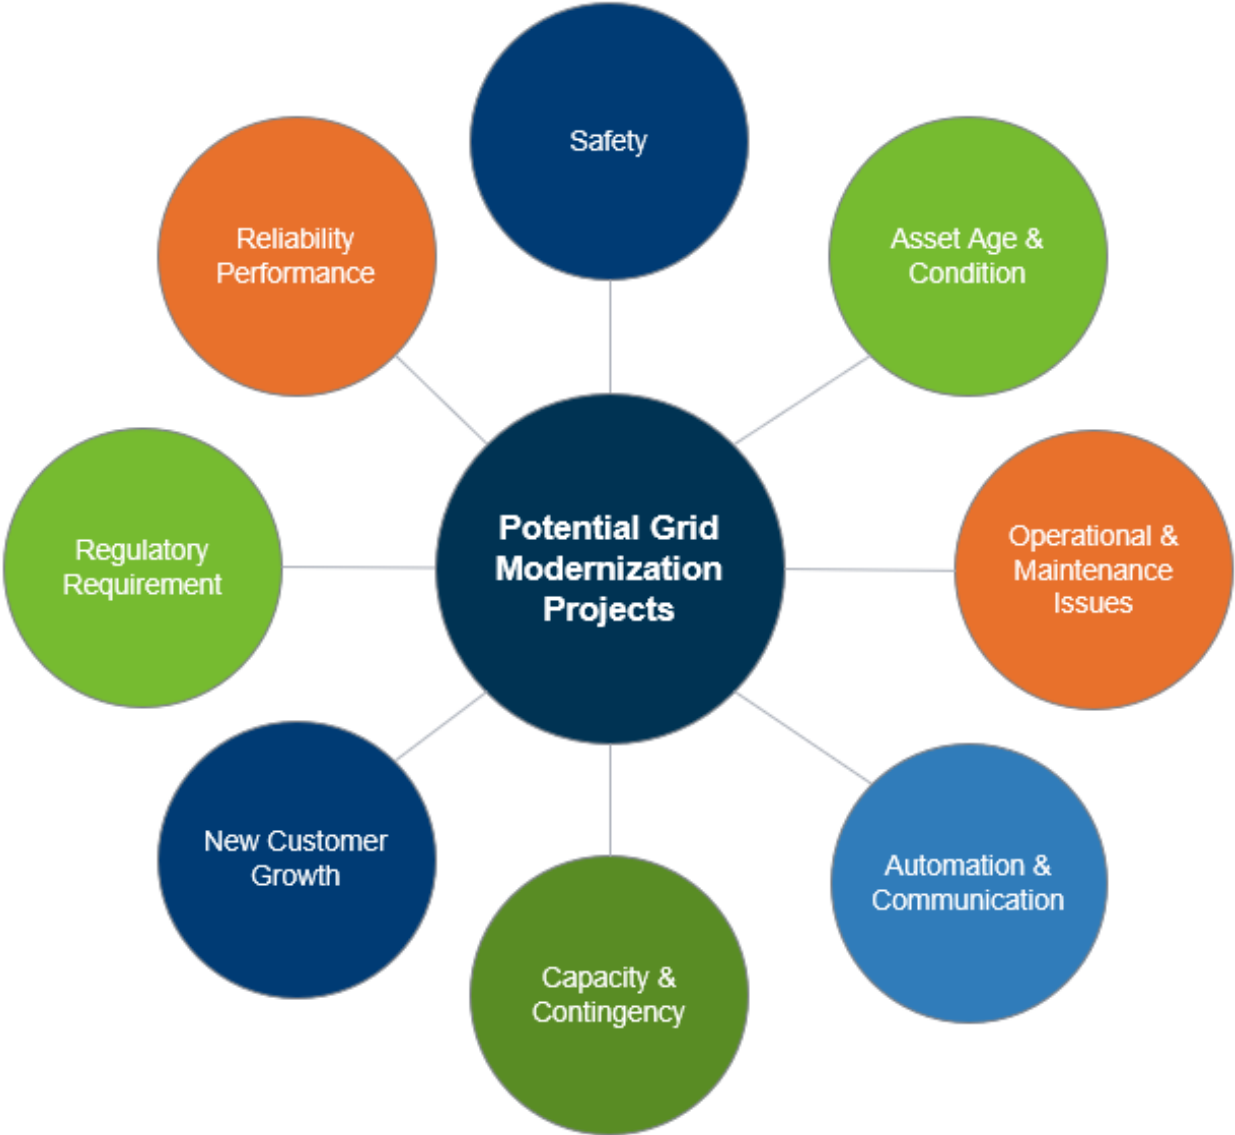 Safety
Reliability
Performance
Asset Age &
Condition
Potential Grid
Modernization
Projects
Regulatory
Requirement
Operational &
Maintenance
Issues
New Customer
Growth
Automation &
Communication
Capacity &
Contingency